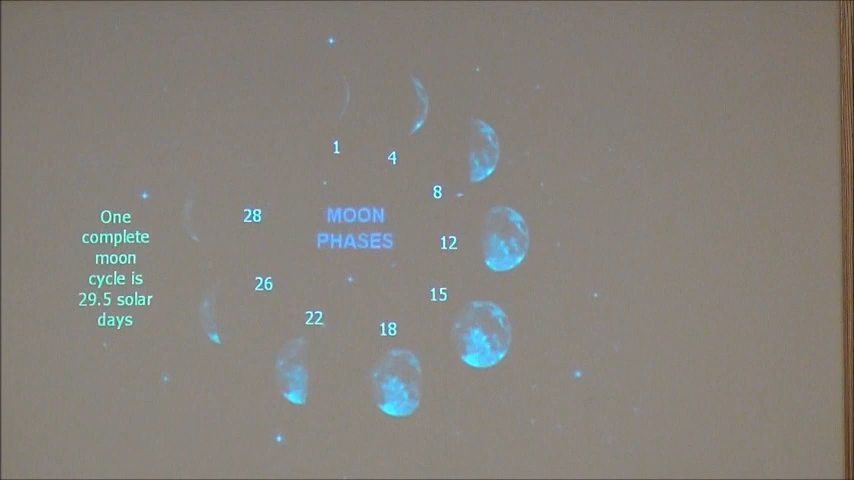 MOON
PHASES
1
4
8
12
15
18
22
26
28
One
complete
moon
cycle is
29.5 solar
days